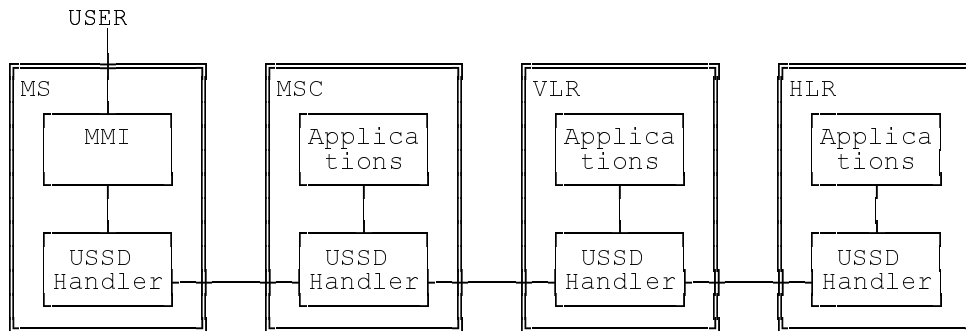 USER
MS
MSC
VLR
HLR
MMI
Applica
tions
Applica
tions
Applica
tions
USSD
Handler
USSD
Handler
USSD
Handler
USSD
Handler